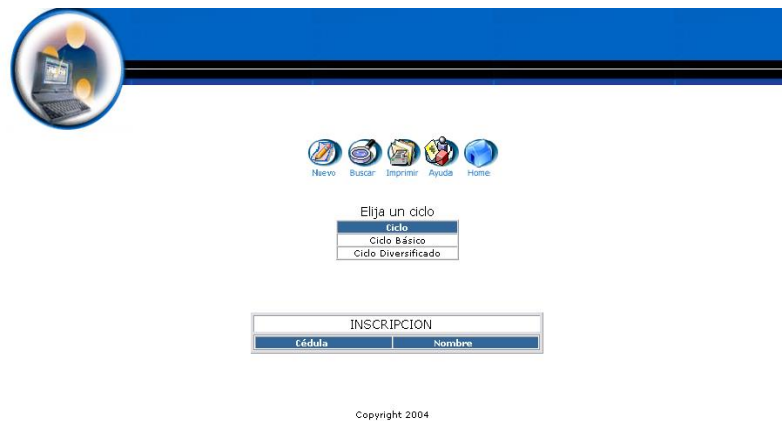 Nuevo Buscar Imprimir Ayuda Home
Elija un ciclo
Ciclo
Ciclo Básico
Ciclo Diversificado
INSCRIPCION
Cédula Nombre
Copyright 2004